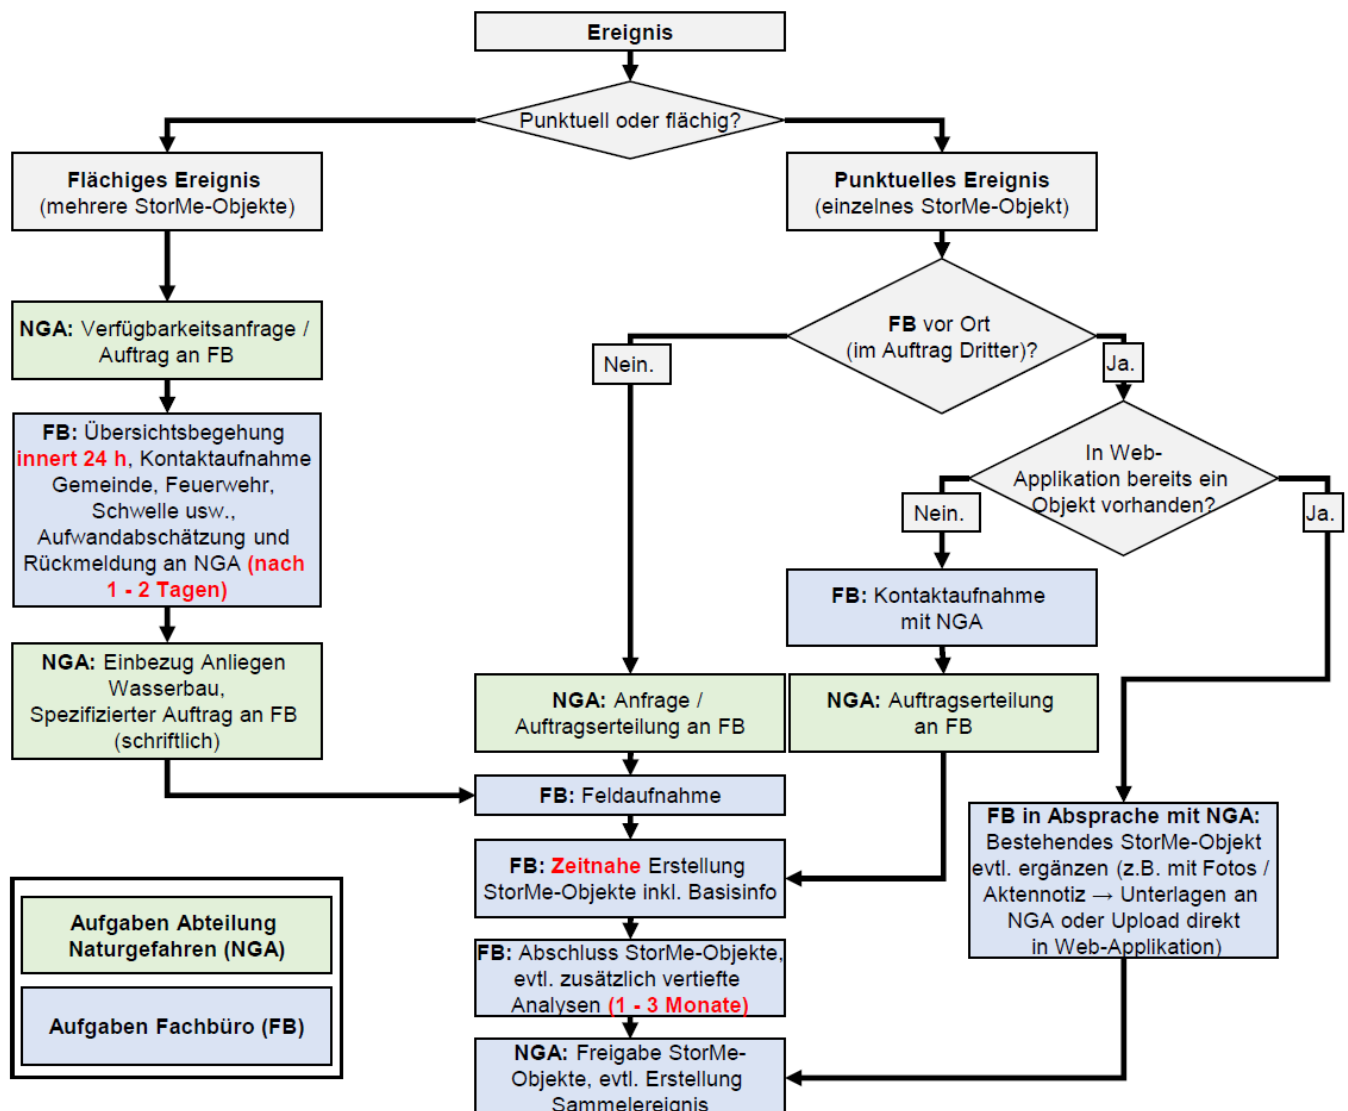 Ereignis
Punktuell oder flächig?
Flächiges Ereignis
(mehrere StorMe-Objekte)
Punktuelles Ereignis
(einzelnes StorMe-Objekt)
NGA: Verfügbarkeitsanfrage /
Auftrag an FB
FB vor Ort
(im Auftrag Dritter)?
Nein.
Ja.
FB: Übersichtsbegehung
innert 24 h, Kontaktaufnahme
Gemeinde, Feuerwehr,
Schwelle usw.,
Aufwandabschätzung und
Rückmeldung an NGA (nach
1 - 2 Tagen)
In Web-
Applikation bereits ein
Objekt vorhanden?
Nein.
Ja.
FB: Kontaktaufnahme
mit NGA
NGA: Einbezug Anliegen
Wasserbau,
Spezifizierter Auftrag an FB
(schriftlich)
NGA: Anfrage /
Auftragserteilung an FB
NGA: Auftragserteilung
an FB
FB: Feldaufnahme
FB: Zeitnahe Erstellung
StorMe-Objekte inkl. Basisinfo
FB in Absprache mit NGA:
Bestehendes StorMe-Objekt
evtl. ergänzen (z.B. mit Fotos /
Aktennotiz → Unterlagen an
NGA oder Upload direkt
in Web-Applikation)
FB: Abschluss StorMe-Objekte,
evtl. zusätzlich vertiefte
Analysen (1 - 3 Monate)
NGA: Freigabe StorMe-
Objekte, evtl. Erstellung
Sammelereignis
Aufgaben Abteilung
Naturgefahren (NGA)
Aufgaben Fachbüro (FB)